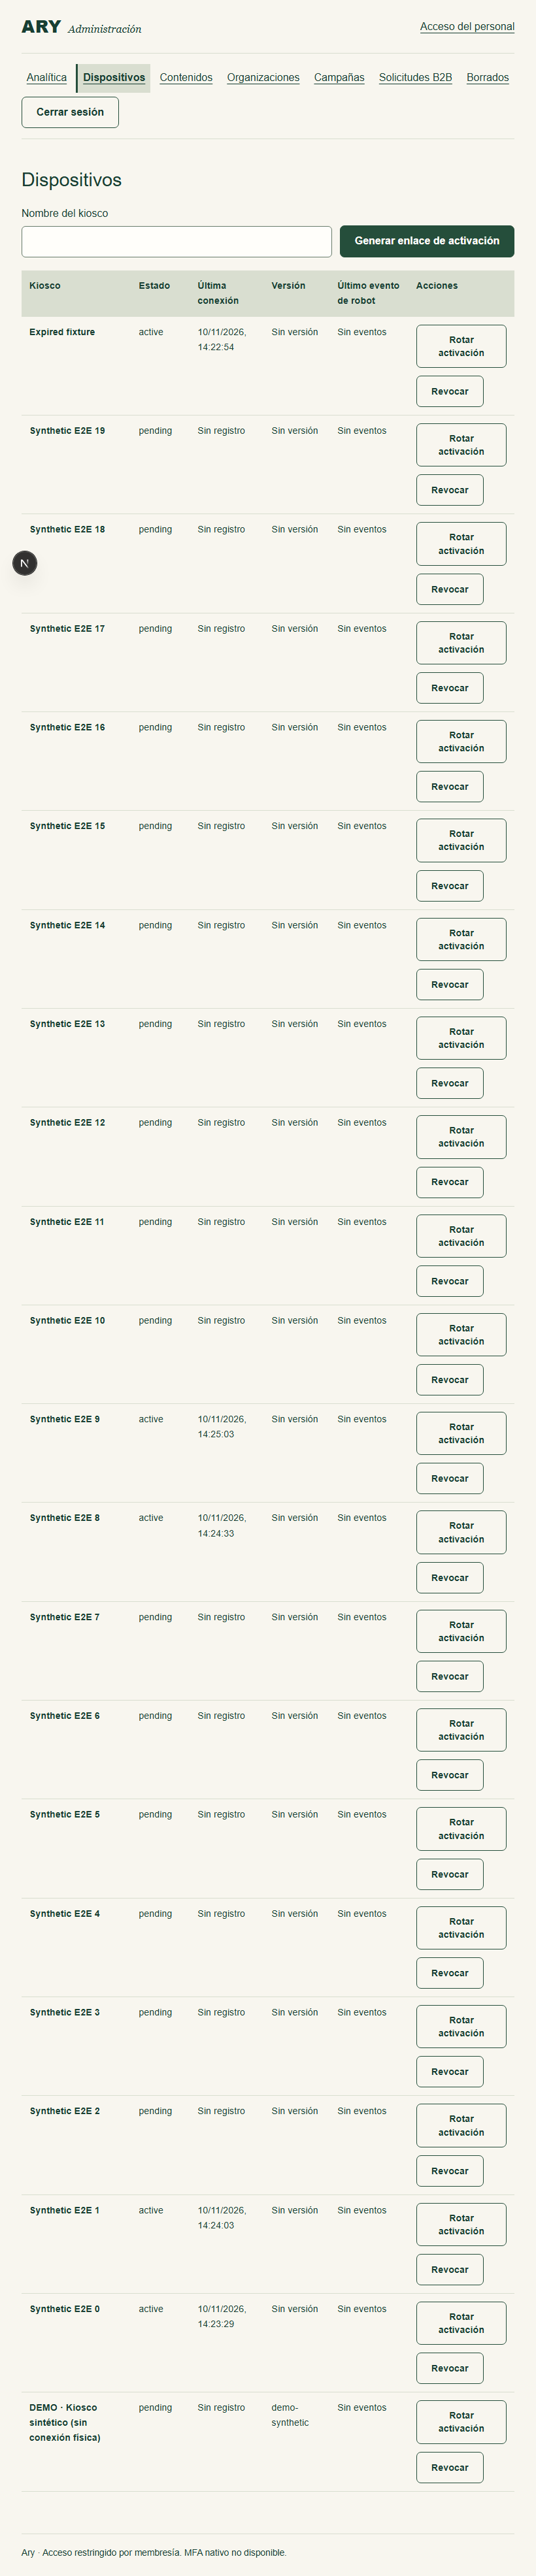 ARY Administración
Acceso del personal
Analítica Dispositivos Contenidos Organizaciones Campañas Solicitudes B2B Borrados
Cerrar sesión
Dispositivos
Nombre del kiosco
Generar enlace de activación
Kiosco Estado Última conexión Versión Último evento de robot Acciones
Expired fixture active 10/11/2026, 14:22:54 Sin versión Sin eventos Rotar activación
Revocar
Synthetic E2E 19 pending Sin registro Sin versión Sin eventos Rotar activación
Revocar
Synthetic E2E 18 pending Sin registro Sin versión Sin eventos Rotar activación
Revocar
N
Synthetic E2E 17 pending Sin registro Sin versión Sin eventos Rotar activación
Revocar
Synthetic E2E 16 pending Sin registro Sin versión Sin eventos Rotar activación
Revocar
Synthetic E2E 15 pending Sin registro Sin versión Sin eventos Rotar activación
Revocar
Synthetic E2E 14 pending Sin registro Sin versión Sin eventos Rotar activación
Revocar
Synthetic E2E 13 pending Sin registro Sin versión Sin eventos Rotar activación
Revocar
Synthetic E2E 12 pending Sin registro Sin versión Sin eventos Rotar activación
Revocar
Synthetic E2E 11 pending Sin registro Sin versión Sin eventos Rotar activación
Revocar
Synthetic E2E 10 pending Sin registro Sin versión Sin eventos Rotar activación
Revocar
Synthetic E2E 9 active 10/11/2026, 14:25:03 Sin versión Sin eventos Rotar activación
Revocar
Synthetic E2E 8 active 10/11/2026, 14:24:33 Sin versión Sin eventos Rotar activación
Revocar
Synthetic E2E 7 pending Sin registro Sin versión Sin eventos Rotar activación
Revocar
Synthetic E2E 6 pending Sin registro Sin versión Sin eventos Rotar activación
Revocar
Synthetic E2E 5 pending Sin registro Sin versión Sin eventos Rotar activación
Revocar
Synthetic E2E 4 pending Sin registro Sin versión Sin eventos Rotar activación
Revocar
Synthetic E2E 3 pending Sin registro Sin versión Sin eventos Rotar activación
Revocar
Synthetic E2E 2 pending Sin registro Sin versión Sin eventos Rotar activación
Revocar
Synthetic E2E 1 active 10/11/2026, 14:24:03 Sin versión Sin eventos Rotar activación
Revocar
Synthetic E2E 0 active 10/11/2026, 14:23:29 Sin versión Sin eventos Rotar activación
Revocar
DEMO · Kiosco sintético (sin conexión física) pending Sin registro demo-synthetic Sin eventos Rotar activación
Revocar
Ary · Acceso restringido por membresía. MFA nativo no disponible.